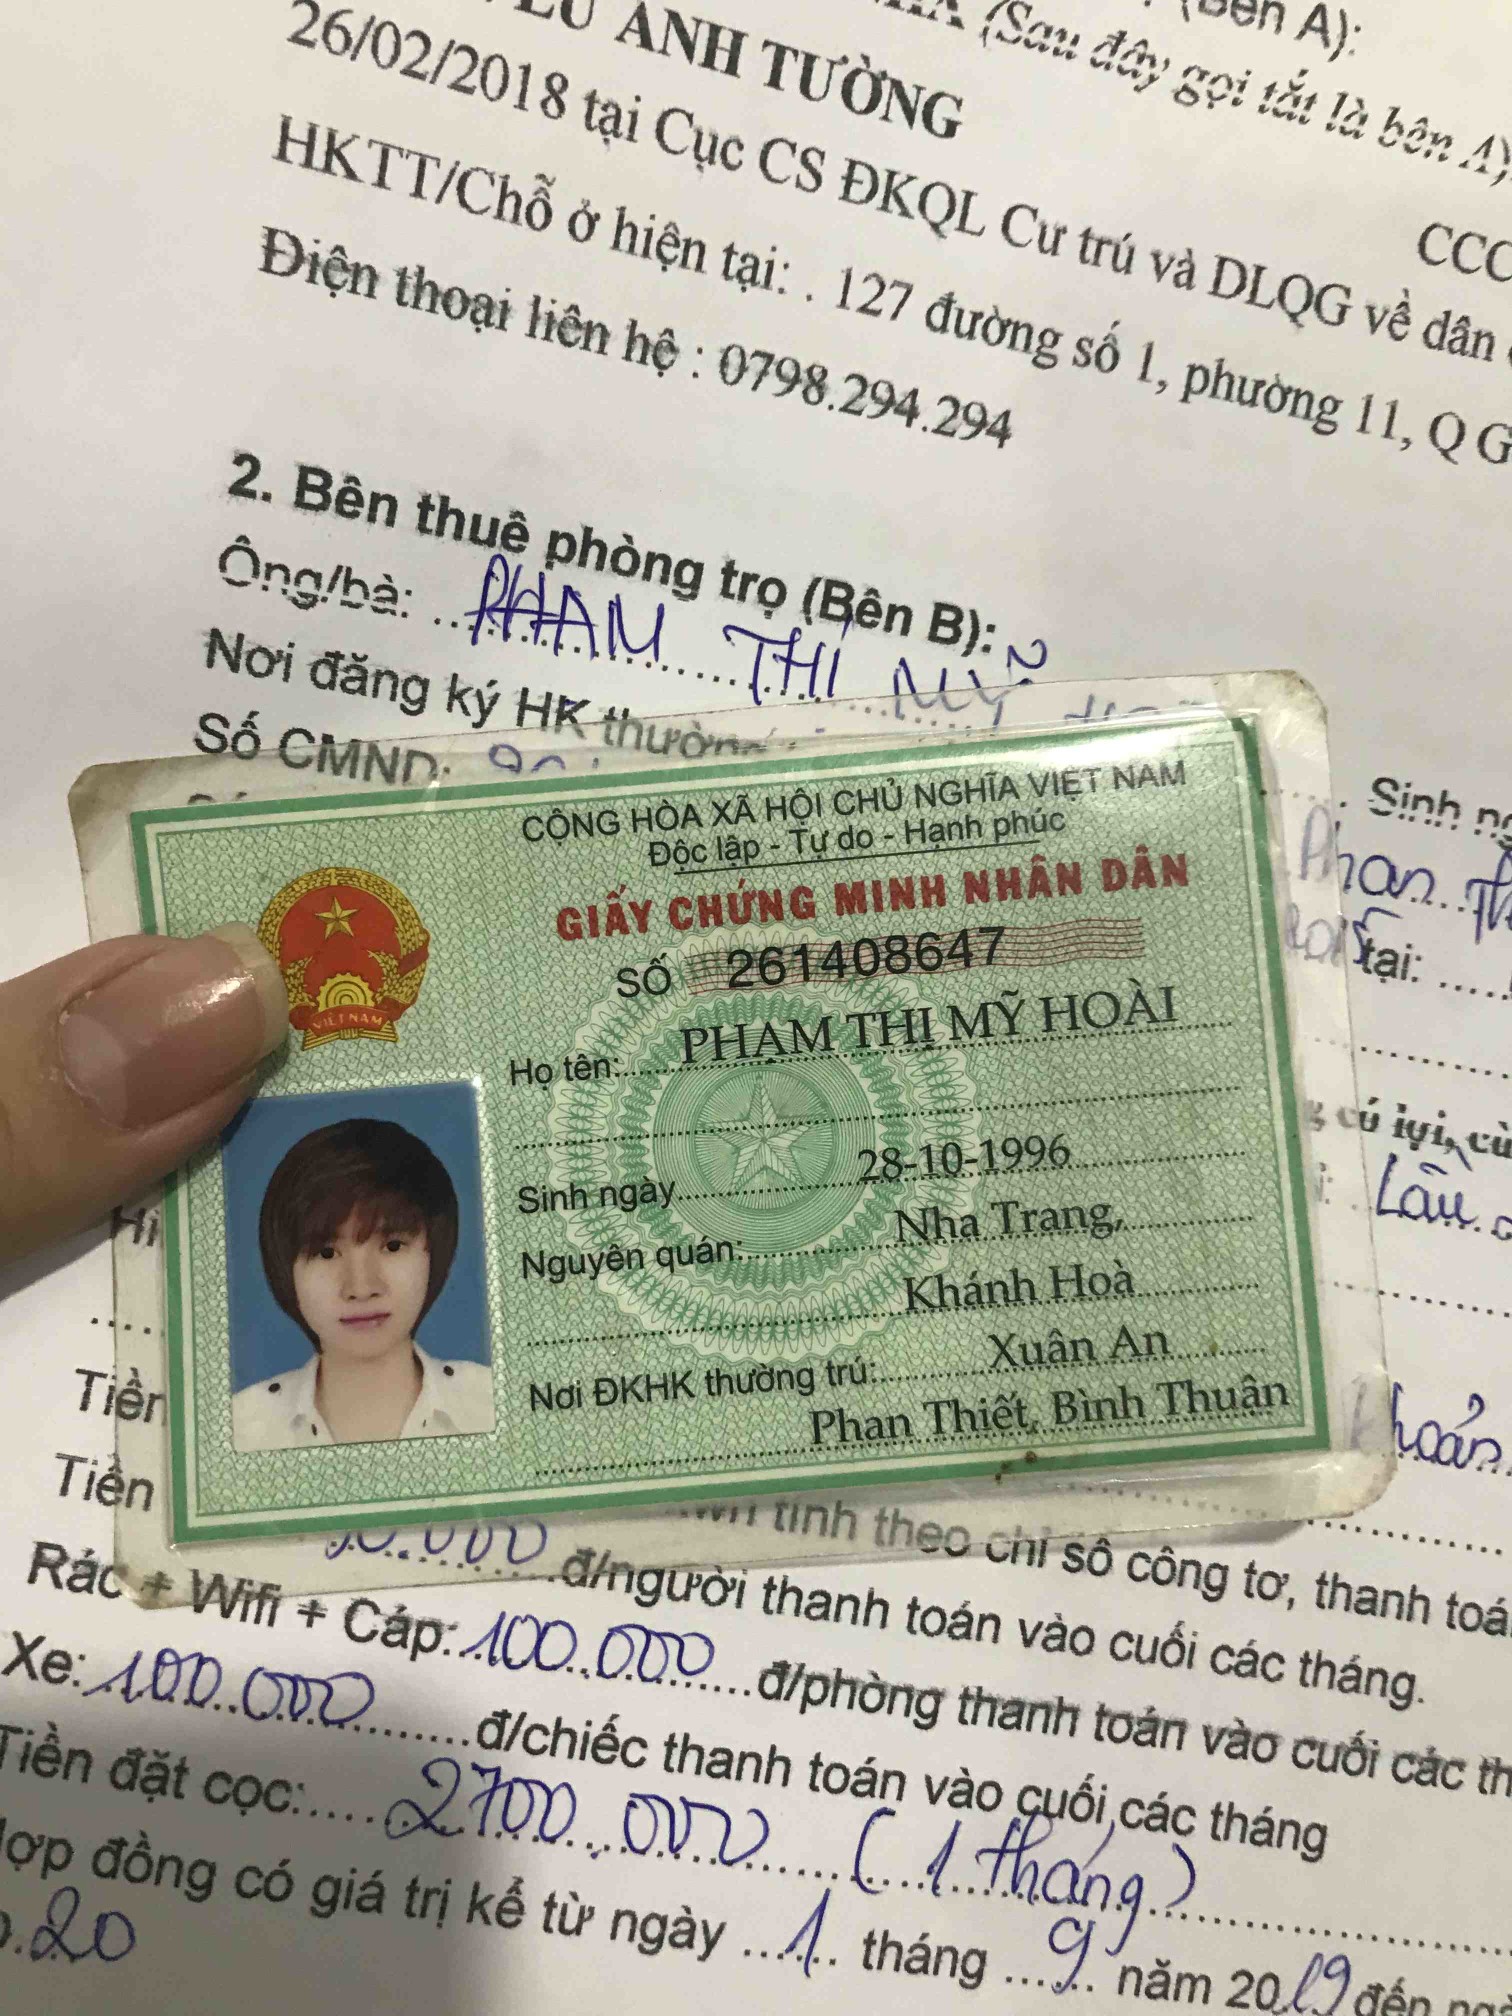 (Bên A):
(Sau đây gọi tắt là bên A)
LÙ ANH TƯỜNG
CCC
26/02/2018 tại Cục CS ĐKQL Cư trú và DLQG về dân
HKTT/Chỗ ở hiện tại: . 127 đường số 1, phường 11, Q G
Điện thoại liên hệ : 0798.294.294
2. Bên thuê phòng trọ (Bên B):
Ông/bà: PHẠM THỊ MỸ
Sinh
Nơi đăng ký HK thường Phan Th
Số CMND: tại:
CỘNG HÒA XÃ HỘI CHỦ NGHĨA VIỆT NAM
Độc lập - Tự do - Hạnh phúc
GIẤY CHỨNG MINH NHÂN DÂN
SỐ 261408647
Họ tên: PHẠM THỊ MỸ HOÀI
Sinh ngày 28-10-1996
Nguyên quán: Nha Trang,
Khánh Hoà
Nơi ĐKHK thường trú: Xuân An
Phan Thiết, Bình Thuận
VIỆT NAM
Lầu
Tiền khoản
Tiền tính theo chỉ số công tơ, thanh toá
đ/người thanh toán vào cuối các tháng.
Rác + Wifi + Cáp: 100.000 đ/phòng thanh toán vào cuối các th
Xe: 100.000 đ/chiếc thanh toán vào cuối các tháng
Tiền đặt cọc: 2700.000 (1 tháng)
Hợp đồng có giá trị kể từ ngày 1 tháng 9 năm 2019 đến
20